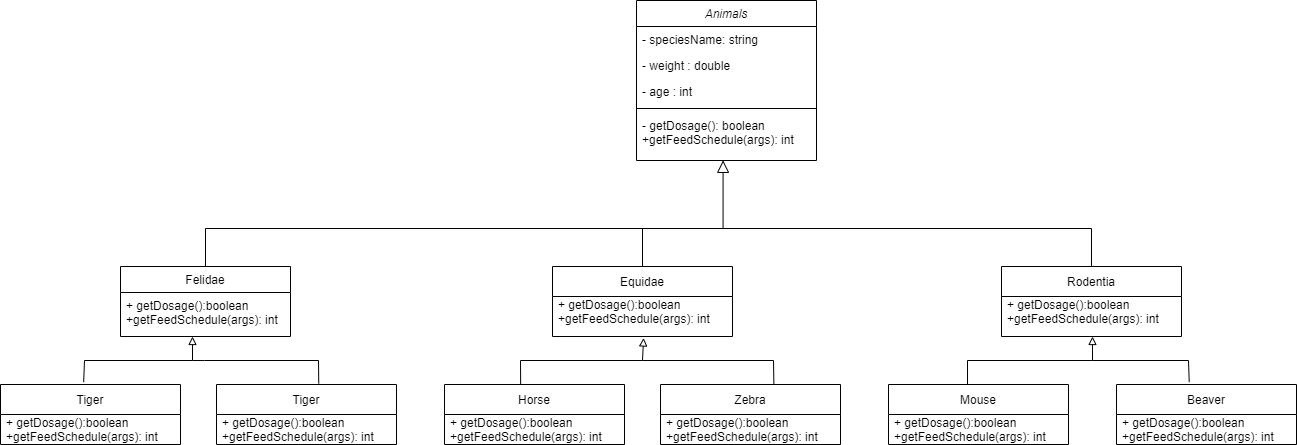 Animals
- speciesName: string
- weight : double
- age : int
- getDosage(): boolean
+getFeedSchedule(args): int
Felidae
+ getDosage():boolean
+getFeedSchedule(args): int
Equidae
+ getDosage():boolean
+getFeedSchedule(args): int
Rodentia
+ getDosage():boolean
+getFeedSchedule(args): int
Tiger
+ getDosage():boolean
+getFeedSchedule(args): int
Tiger
+ getDosage():boolean
+getFeedSchedule(args): int
Horse
+ getDosage():boolean
+getFeedSchedule(args): int
Zebra
+ getDosage():boolean
+getFeedSchedule(args): int
Mouse
+ getDosage():boolean
+getFeedSchedule(args): int
Beaver
+ getDosage():boolean
+getFeedSchedule(args): int